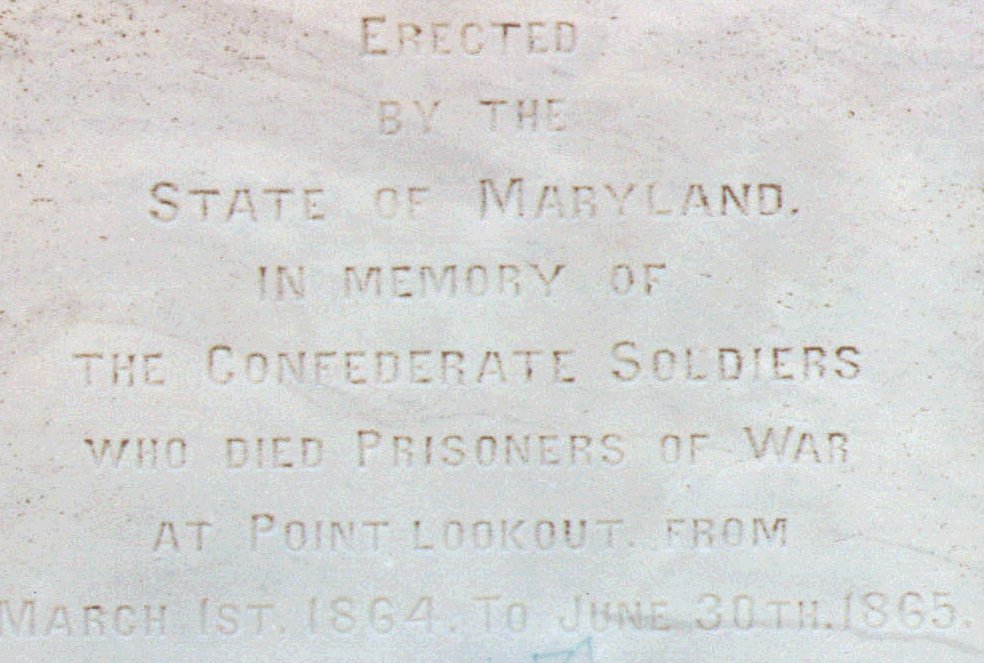 ERECTED
BY THE
STATE OF MARYLAND.
IN MEMORY OF
THE CONFEDERATE SOLDIERS
WHO DIED PRISONERS OF WAR
AT POINT LOOKOUT. FROM
MARCH 1ST. 1864. TO JUNE 30TH. 1865.